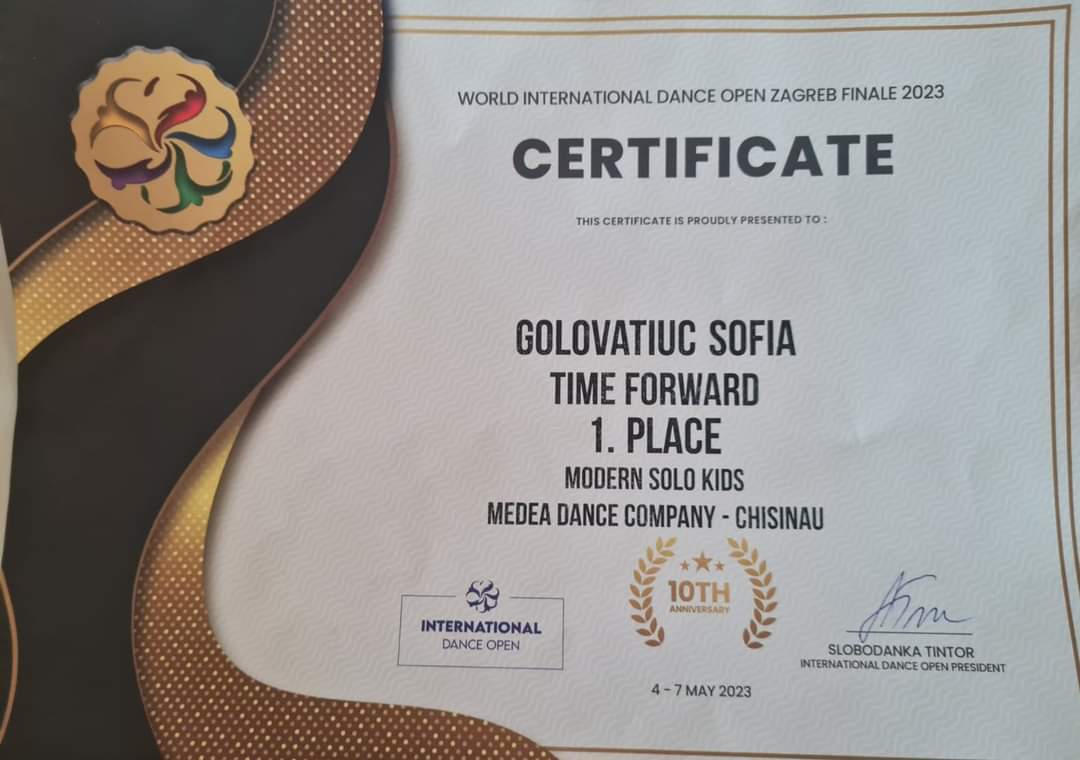 WORLD INTERNATIONAL DANCE OPEN ZAGREB FINALE 2023
CERTIFICATE
THIS CERTIFICATE IS PROUDLY PRESENTED TO :
GOLOVATIUC SOFIA
TIME FORWARD
1. PLACE
MODERN SOLO KIDS
MEDEA DANCE COMPANY - CHISINAU
INTERNATIONAL
DANCE OPEN
10TH
ANNIVERSARY
SLOBODANKA TINTOR
INTERNATIONAL DANCE OPEN PRESIDENT
4 - 7 MAY 2023